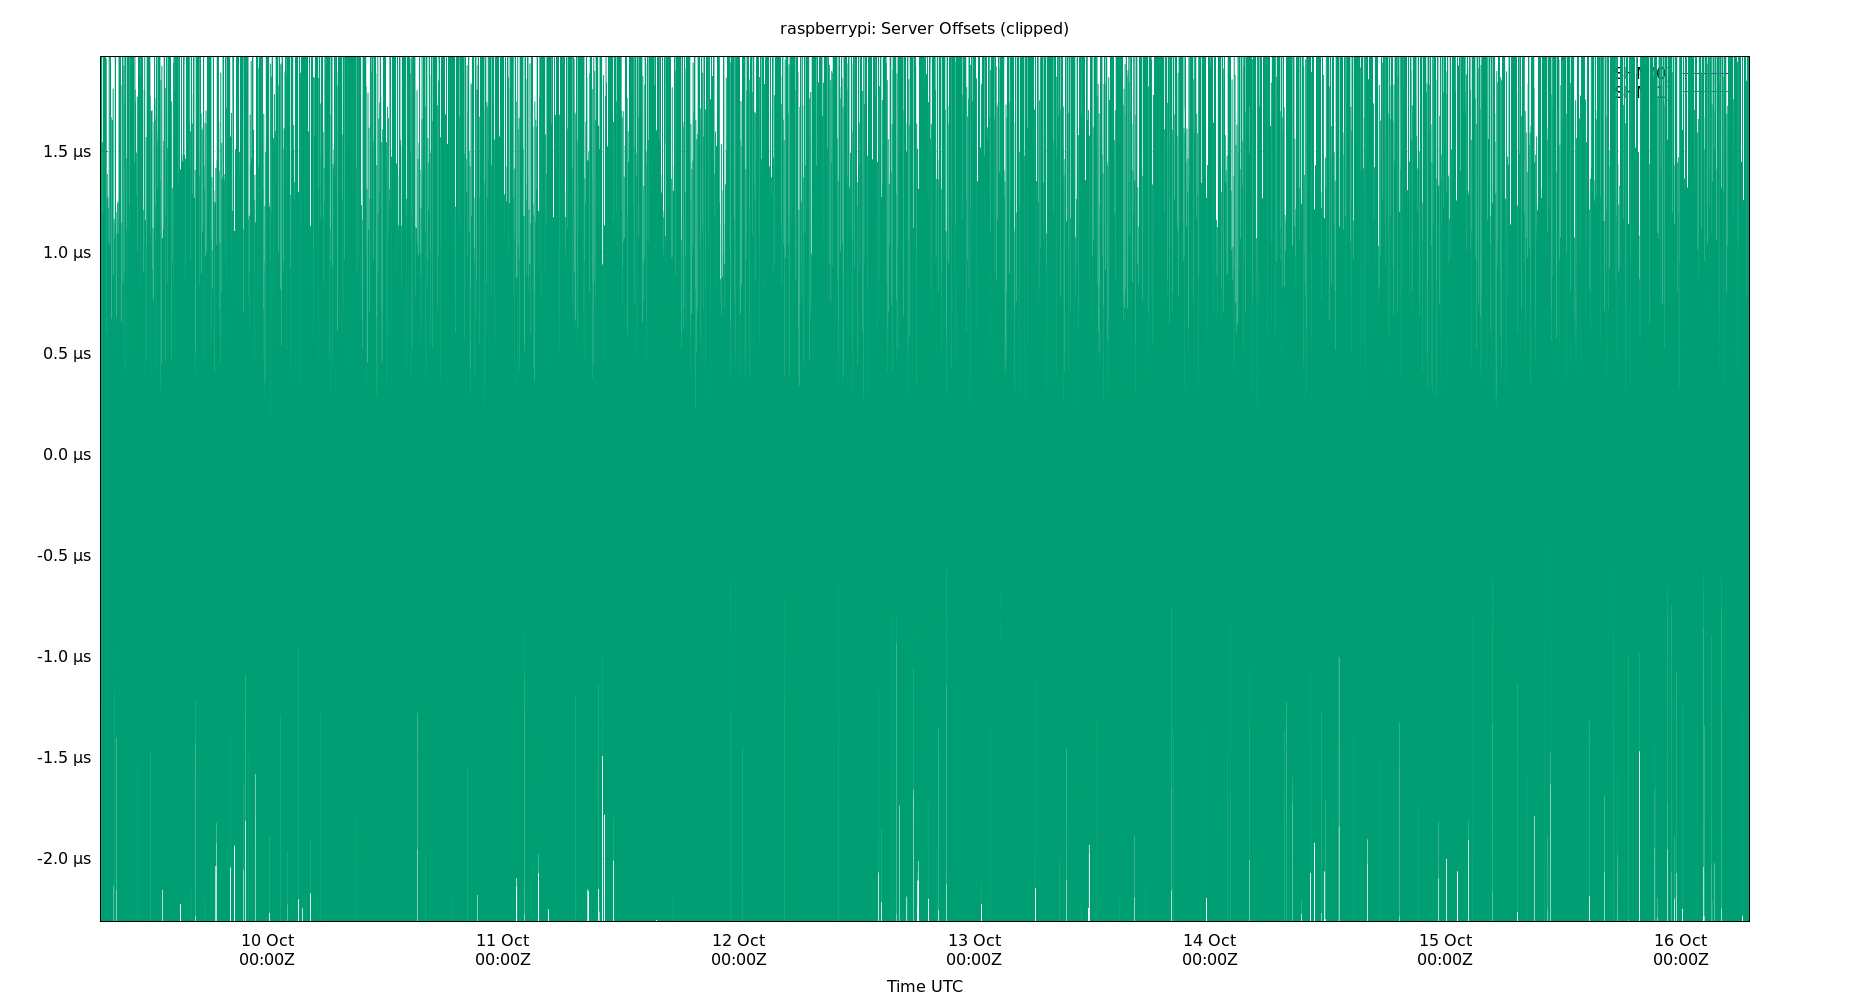 raspberrypi: Server Offsets (clipped)
1.5 µs
1.0 µs
0.5 µs
0.0 µs
-0.5 µs
-1.0 µs
-1.5 µs
-2.0 µs
10 Oct 11 Oct 12 Oct 13 Oct 14 Oct 15 Oct 16 Oct
00:00Z 00:00Z 00:00Z 00:00Z 00:00Z 00:00Z 00:00Z
Time UTC